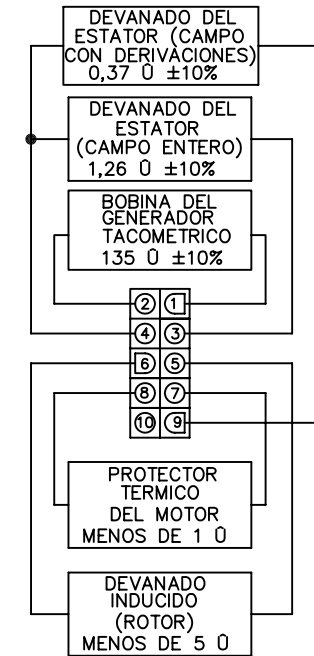 DEVANADO DEL
ESTATOR (CAMPO
CON DERIVACIONES)
0,37 Û ±10%
DEVANADO DEL
ESTATOR
(CAMPO ENTERO)
1,26 Û ±10%
BOBINA DEL
GENERADOR
TACOMETRICO
135 Û ±10%
2 1
4 3
6 5
8 7
10 9
PROTECTOR
TERMICO
DEL MOTOR
MENOS DE 1 Û
DEVANADO
INDUCIDO
(ROTOR)
MENOS DE 5 Û